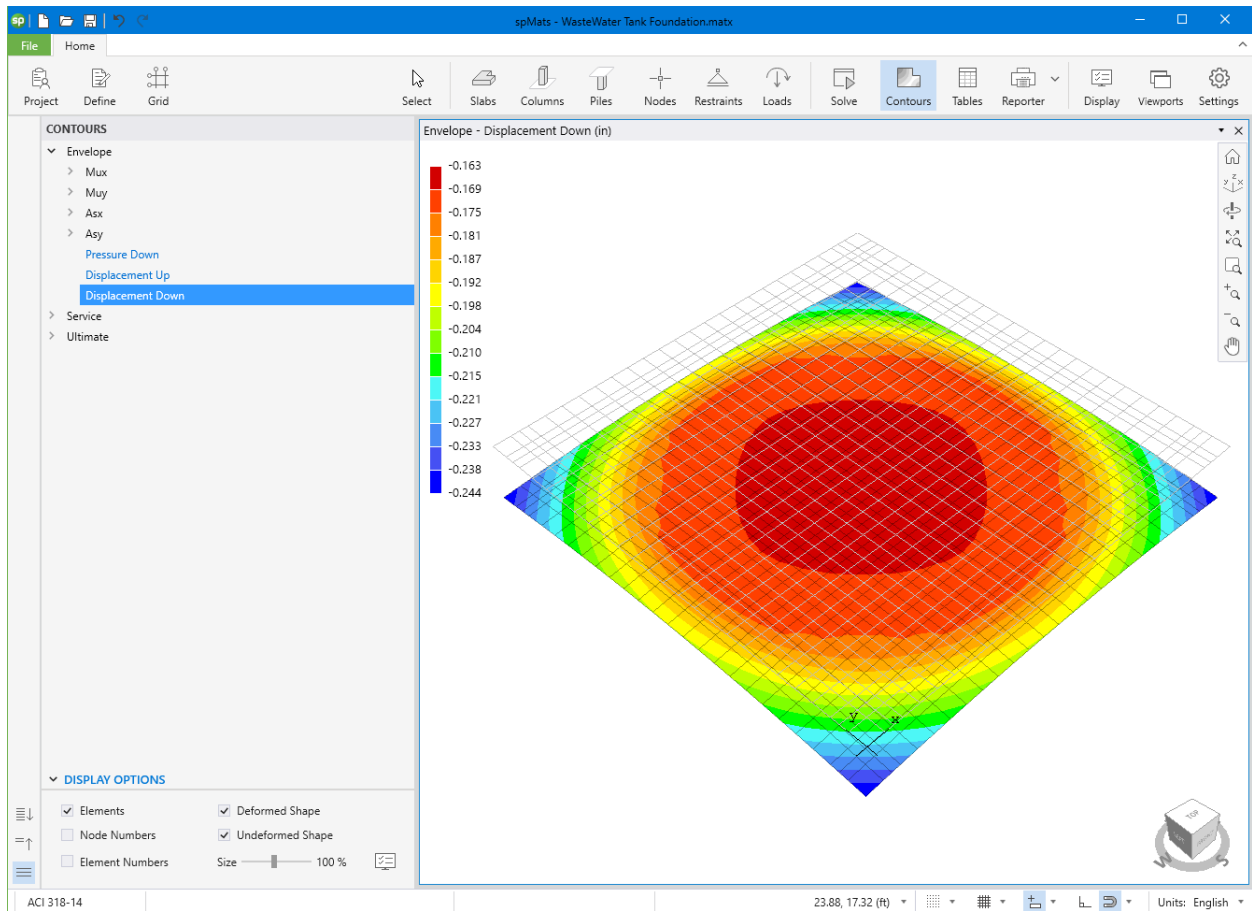 sp
spMats - WasteWater Tank Foundation.matx
File
Home
Project
Define
Grid
Select
Slabs
Columns
Piles
Nodes
Restraints
Loads
Solve
Contours
Tables
Reporter
Display
Viewports
Settings
CONTOURS
Envelope
Mux
Muy
Asx
Asy
Pressure Down
Displacement Up
Displacement Down
Service
Ultimate
DISPLAY OPTIONS
Elements
Deformed Shape
Node Numbers
Undeformed Shape
Element Numbers
Size
100 %
Envelope - Displacement Down (in)
-0.163
-0.169
-0.175
-0.181
-0.187
-0.192
-0.198
-0.204
-0.210
-0.215
-0.221
-0.227
-0.233
-0.238
-0.244
y
x
z
y x
TOP
W
S
ACI 318-14
23.88, 17.32 (ft)
Units: English